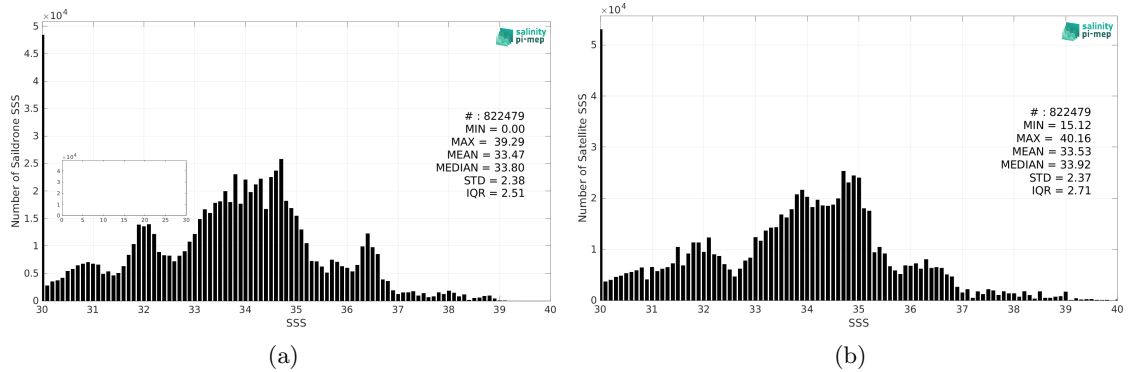 ×10⁴
5
4.5
4
3.5
3
2.5
2
1.5
1
0.5
0
Number of Saildrone SSS
×10⁴
5
4
3
2
1
0
0 5 10 15 20 25 30
salinity
pi-mep
# : 822479
MIN = 0.00
MAX = 39.29
MEAN = 33.47
MEDIAN = 33.80
STD = 2.38
IQR = 2.51
30 31 32 33 34 35 36 37 38 39 40
SSS
(a)
×10⁴
5
4
3
2
1
0
Number of Satellite SSS
salinity
pi-mep
# : 822479
MIN = 15.12
MAX = 40.16
MEAN = 33.53
MEDIAN = 33.92
STD = 2.37
IQR = 2.71
30 31 32 33 34 35 36 37 38 39 40
SSS
(b)